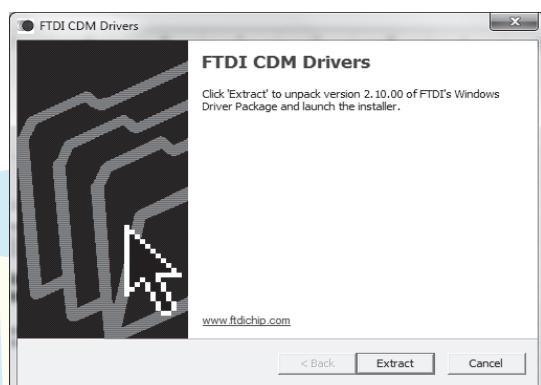 FTDI CDM Drivers
FTDI CDM Drivers
Click 'Extract' to unpack version 2.10.00 of FTDI's Windows
Driver Package and launch the installer.
www.ftdichip.com
< Back
Extract
Cancel